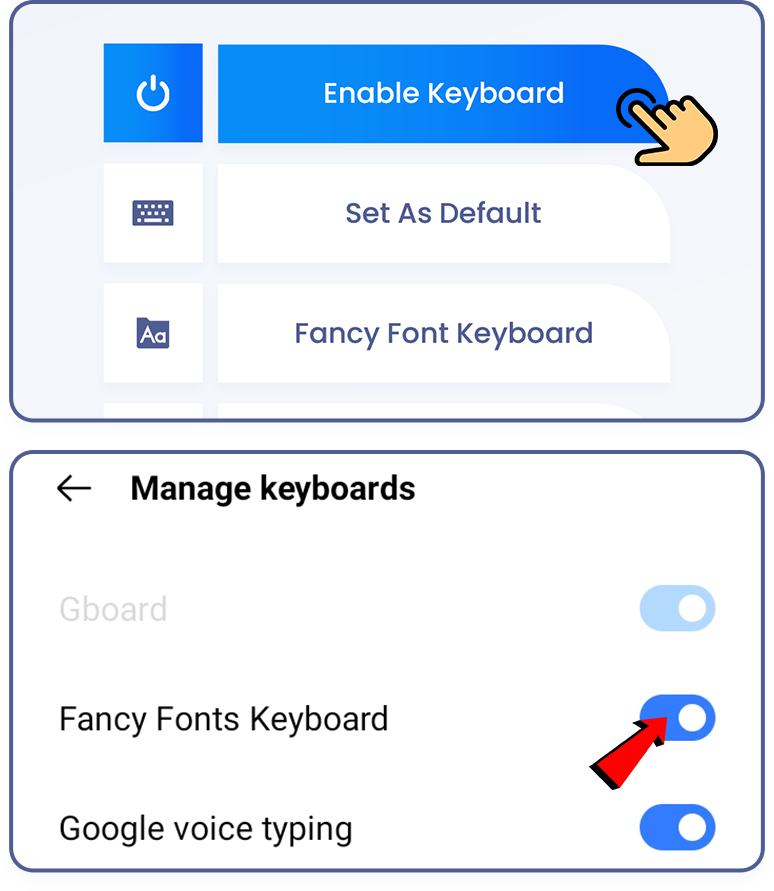 Enable Keyboard
Set As Default
Aa
Fancy Font Keyboard
Manage keyboards
Gboard
Fancy Fonts Keyboard
Google voice typing